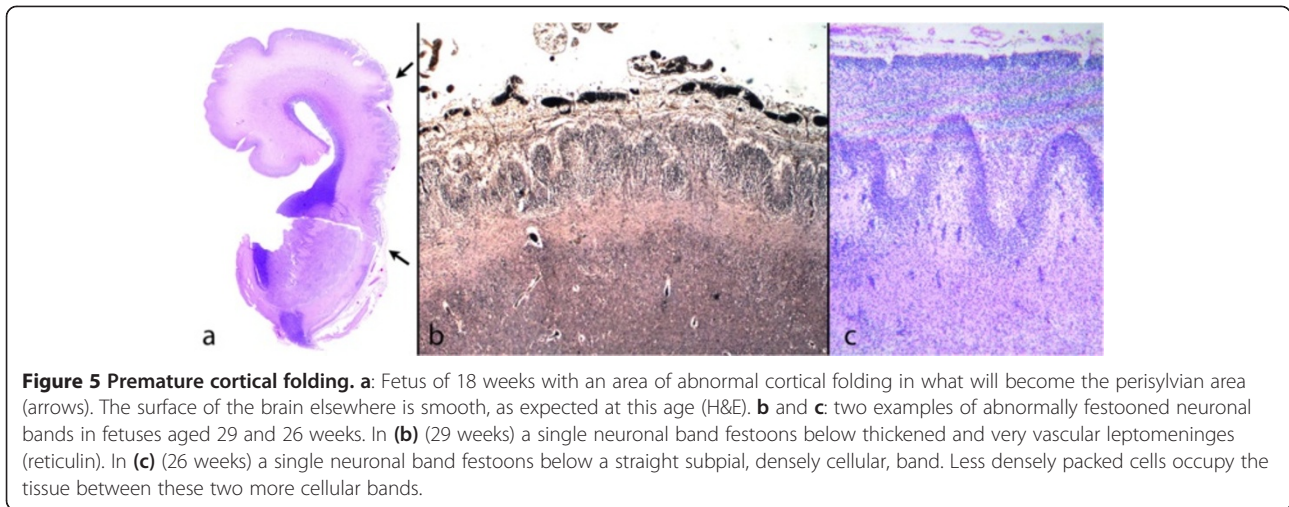 a
b
c
Figure 5 Premature cortical folding. a: Fetus of 18 weeks with an area of abnormal cortical folding in what will become the perisylvian area
(arrows). The surface of the brain elsewhere is smooth, as expected at this age (H&E). b and c: two examples of abnormally festooned neuronal
bands in fetuses aged 29 and 26 weeks. In (b) (29 weeks) a single neuronal band festoons below thickened and very vascular leptomeninges
(reticulin). In (c) (26 weeks) a single neuronal band festoons below a straight subpial, densely cellular, band. Less densely packed cells occupy the
tissue between these two more cellular bands.